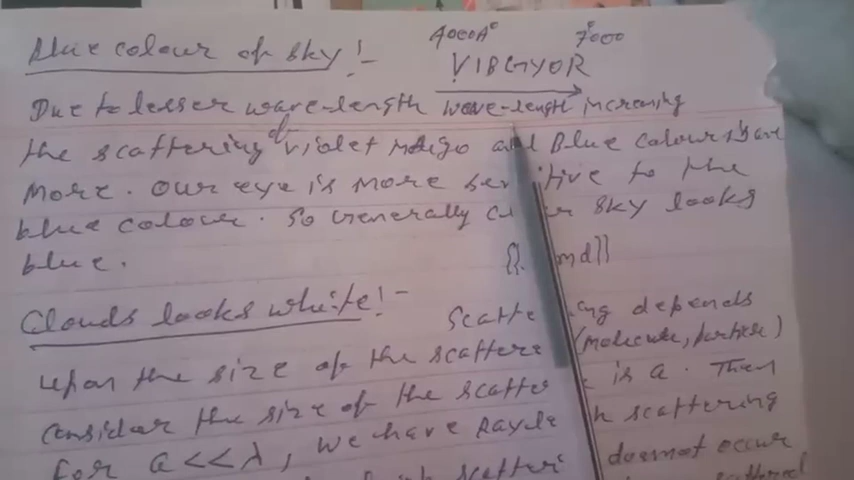 4000A° 7000°
Blue colour of sky!- VIBGYOR
Due to lesser wave-length wave-length increasing
the scattering of violet indigo and Blue colours are
more. Our eye is more sensitive to the
blue colour. So Generally clear sky looks
blue.
Clouds looks white!- Scattering depends
upon the size of the scatterer (molecule, particle)
consider the size of the scatterer is a. Then
for a<<λ, we have Rayleigh scattering
doesnot occur